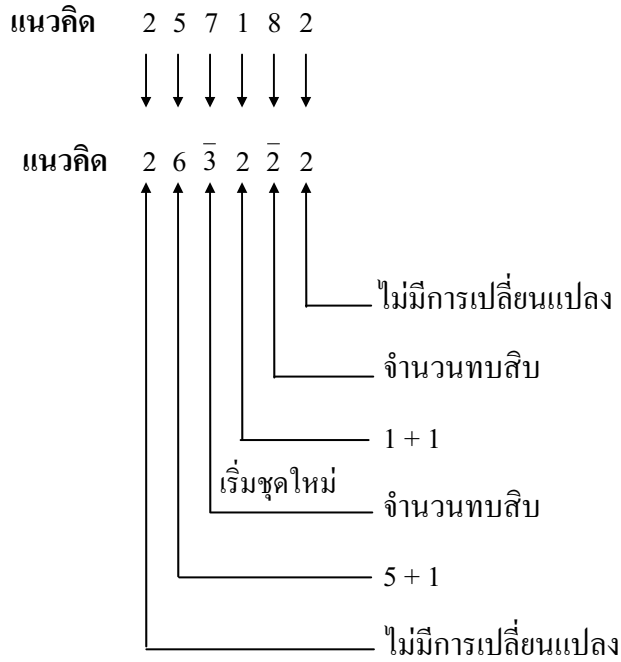 แนวคิด 2 5 7 1 8 2
แนวคิด 2 6 3̅ 2 2̅ 2
ไม่มีการเปลี่ยนแปลง
จำนวนทบสิบ
1 + 1
เริ่มชุดใหม่
จำนวนทบสิบ
5 + 1
ไม่มีการเปลี่ยนแปลง